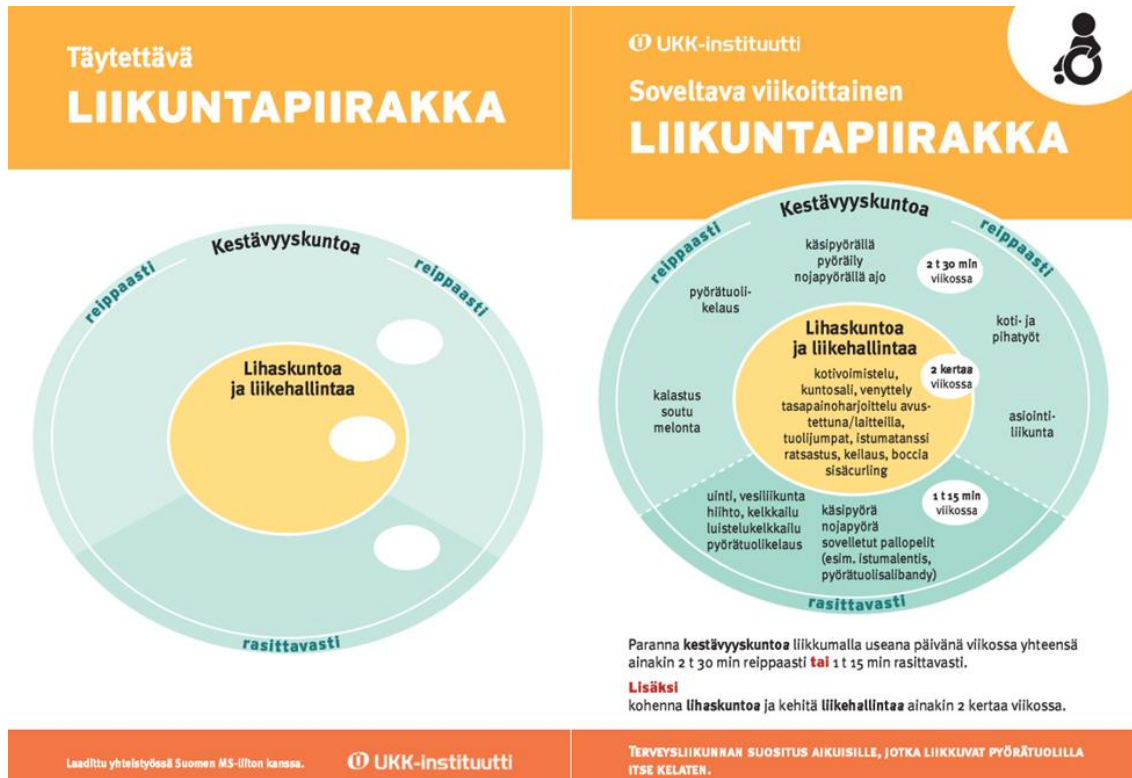 Täytettävä
LIIKUNTAPIIRAKKA
Kestävyyskuntoa
reippaasti
reippaasti
Lihaskuntoa
ja liikehallintaa
rasittavasti
Laadittu yhteistyössä Suomen MS-liiton kanssa.
UKK-instituutti
UKK-instituutti
Soveltava viikoittainen
LIIKUNTAPIIRAKKA
Kestävyyskuntoa
reippaasti
reippaasti
käsipyörällä
pyöräily
nojapyörällä ajo
2 t 30 min
viikossa
pyörätuoli-
kelaus
koti- ja
pihatyöt
Lihaskuntoa
ja liikehallintaa
2 kertaa
viikossa
kotivoimistelu,
kuntosali, venyttely
tasapainoharjoittelu avus-
tettuna/laitteilla,
tuolijumpat, istumatanssi
ratsastus, keilaus, boccia
sisäcurling
kalastus
soutu
melonta
asiointi-
liikunta
uinti, vesiliikunta
hiihto, kelkkailu
luistelukelkkailu
pyörätuolikelaus
käsipyörä
nojapyörä
sovelletut pallopelit
(esim. istumalentis,
pyörätuolisalibandy)
1 t 15 min
viikossa
rasittavasti
Paranna kestävyyskuntoa liikkumalla useana päivänä viikossa yhteensä
ainakin 2 t 30 min reippaasti tai 1 t 15 min rasittavasti.
Lisäksi
kohenna lihaskuntoa ja kehitä liikehallintaa ainakin 2 kertaa viikossa.
TERVEYSLIIKUNNAN SUOSITUS AIKUISILLE, JOTKA LIIKKUVAT PYÖRÄTUOLILLA
ITSE KELATEN.